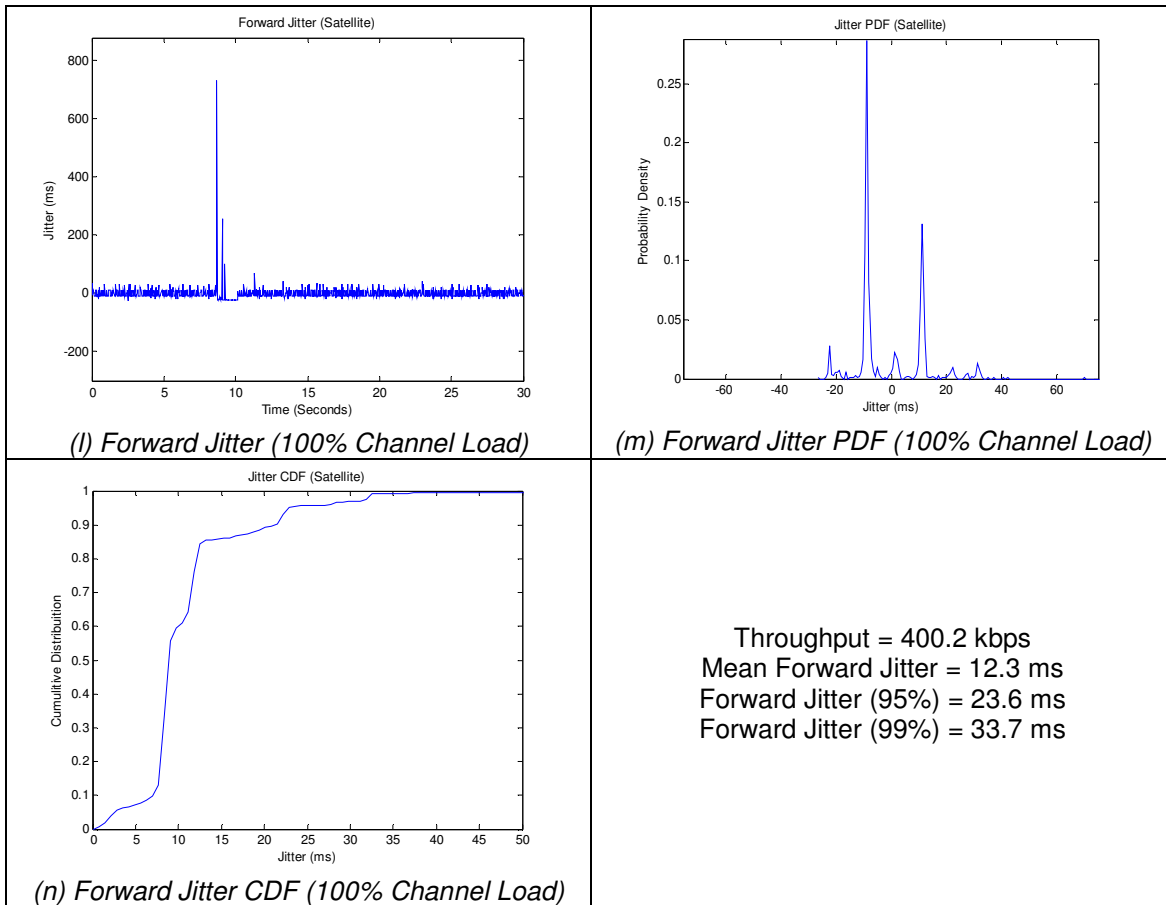 Forward Jitter (Satellite)
800
600
400
200
0
-200
Jitter (ms)
0 5 10 15 20 25 30
Time (Seconds)
(l) Forward Jitter (100% Channel Load)
Jitter PDF (Satellite)
0.25
0.2
0.15
0.1
0.05
0
Probability Density
-60 -40 -20 0 20 40 60
Jitter (ms)
(m) Forward Jitter PDF (100% Channel Load)
Jitter CDF (Satellite)
1
0.9
0.8
0.7
0.6
0.5
0.4
0.3
0.2
0.1
0
Cumulitive Distribuition
0 5 10 15 20 25 30 35 40 45 50
Jitter (ms)
(n) Forward Jitter CDF (100% Channel Load)
Throughput = 400.2 kbps
Mean Forward Jitter = 12.3 ms
Forward Jitter (95%) = 23.6 ms
Forward Jitter (99%) = 33.7 ms